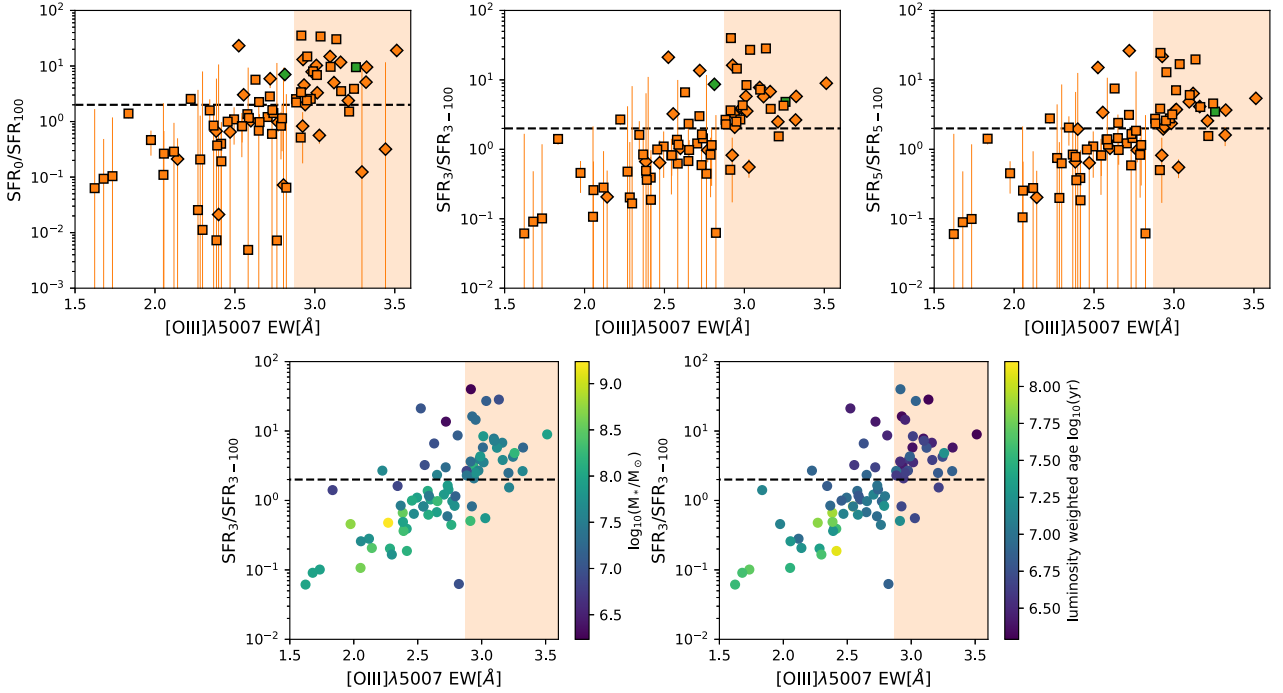 10² 10² 10²
10¹ 10¹ 10¹
10⁰ 10⁰ 10⁰
10⁻¹ 10⁻¹ 10⁻¹
10⁻² 10⁻² 10⁻²
10⁻³
SFR₀/SFR₁₀₀
SFR₃/SFR₃₋₁₀₀
SFR₅/SFR₅₋₁₀₀
1.5 2.0 2.5 3.0 3.5 1.5 2.0 2.5 3.0 3.5 1.5 2.0 2.5 3.0 3.5
[OIII]λ5007 EW[Å] [OIII]λ5007 EW[Å] [OIII]λ5007 EW[Å]
10²
10¹
10⁰
10⁻¹
10⁻²
SFR₃/SFR₃₋₁₀₀
1.5 2.0 2.5 3.0 3.5
[OIII]λ5007 EW[Å]
9.0
8.5
8.0
7.5
7.0
6.5
log₁₀(M∗/M⊙)
10²
10¹
10⁰
10⁻¹
10⁻²
SFR₃/SFR₃₋₁₀₀
1.5 2.0 2.5 3.0 3.5
[OIII]λ5007 EW[Å]
8.00
7.75
7.50
7.25
7.00
6.75
6.50
luminosity weighted age log₁₀(yr)